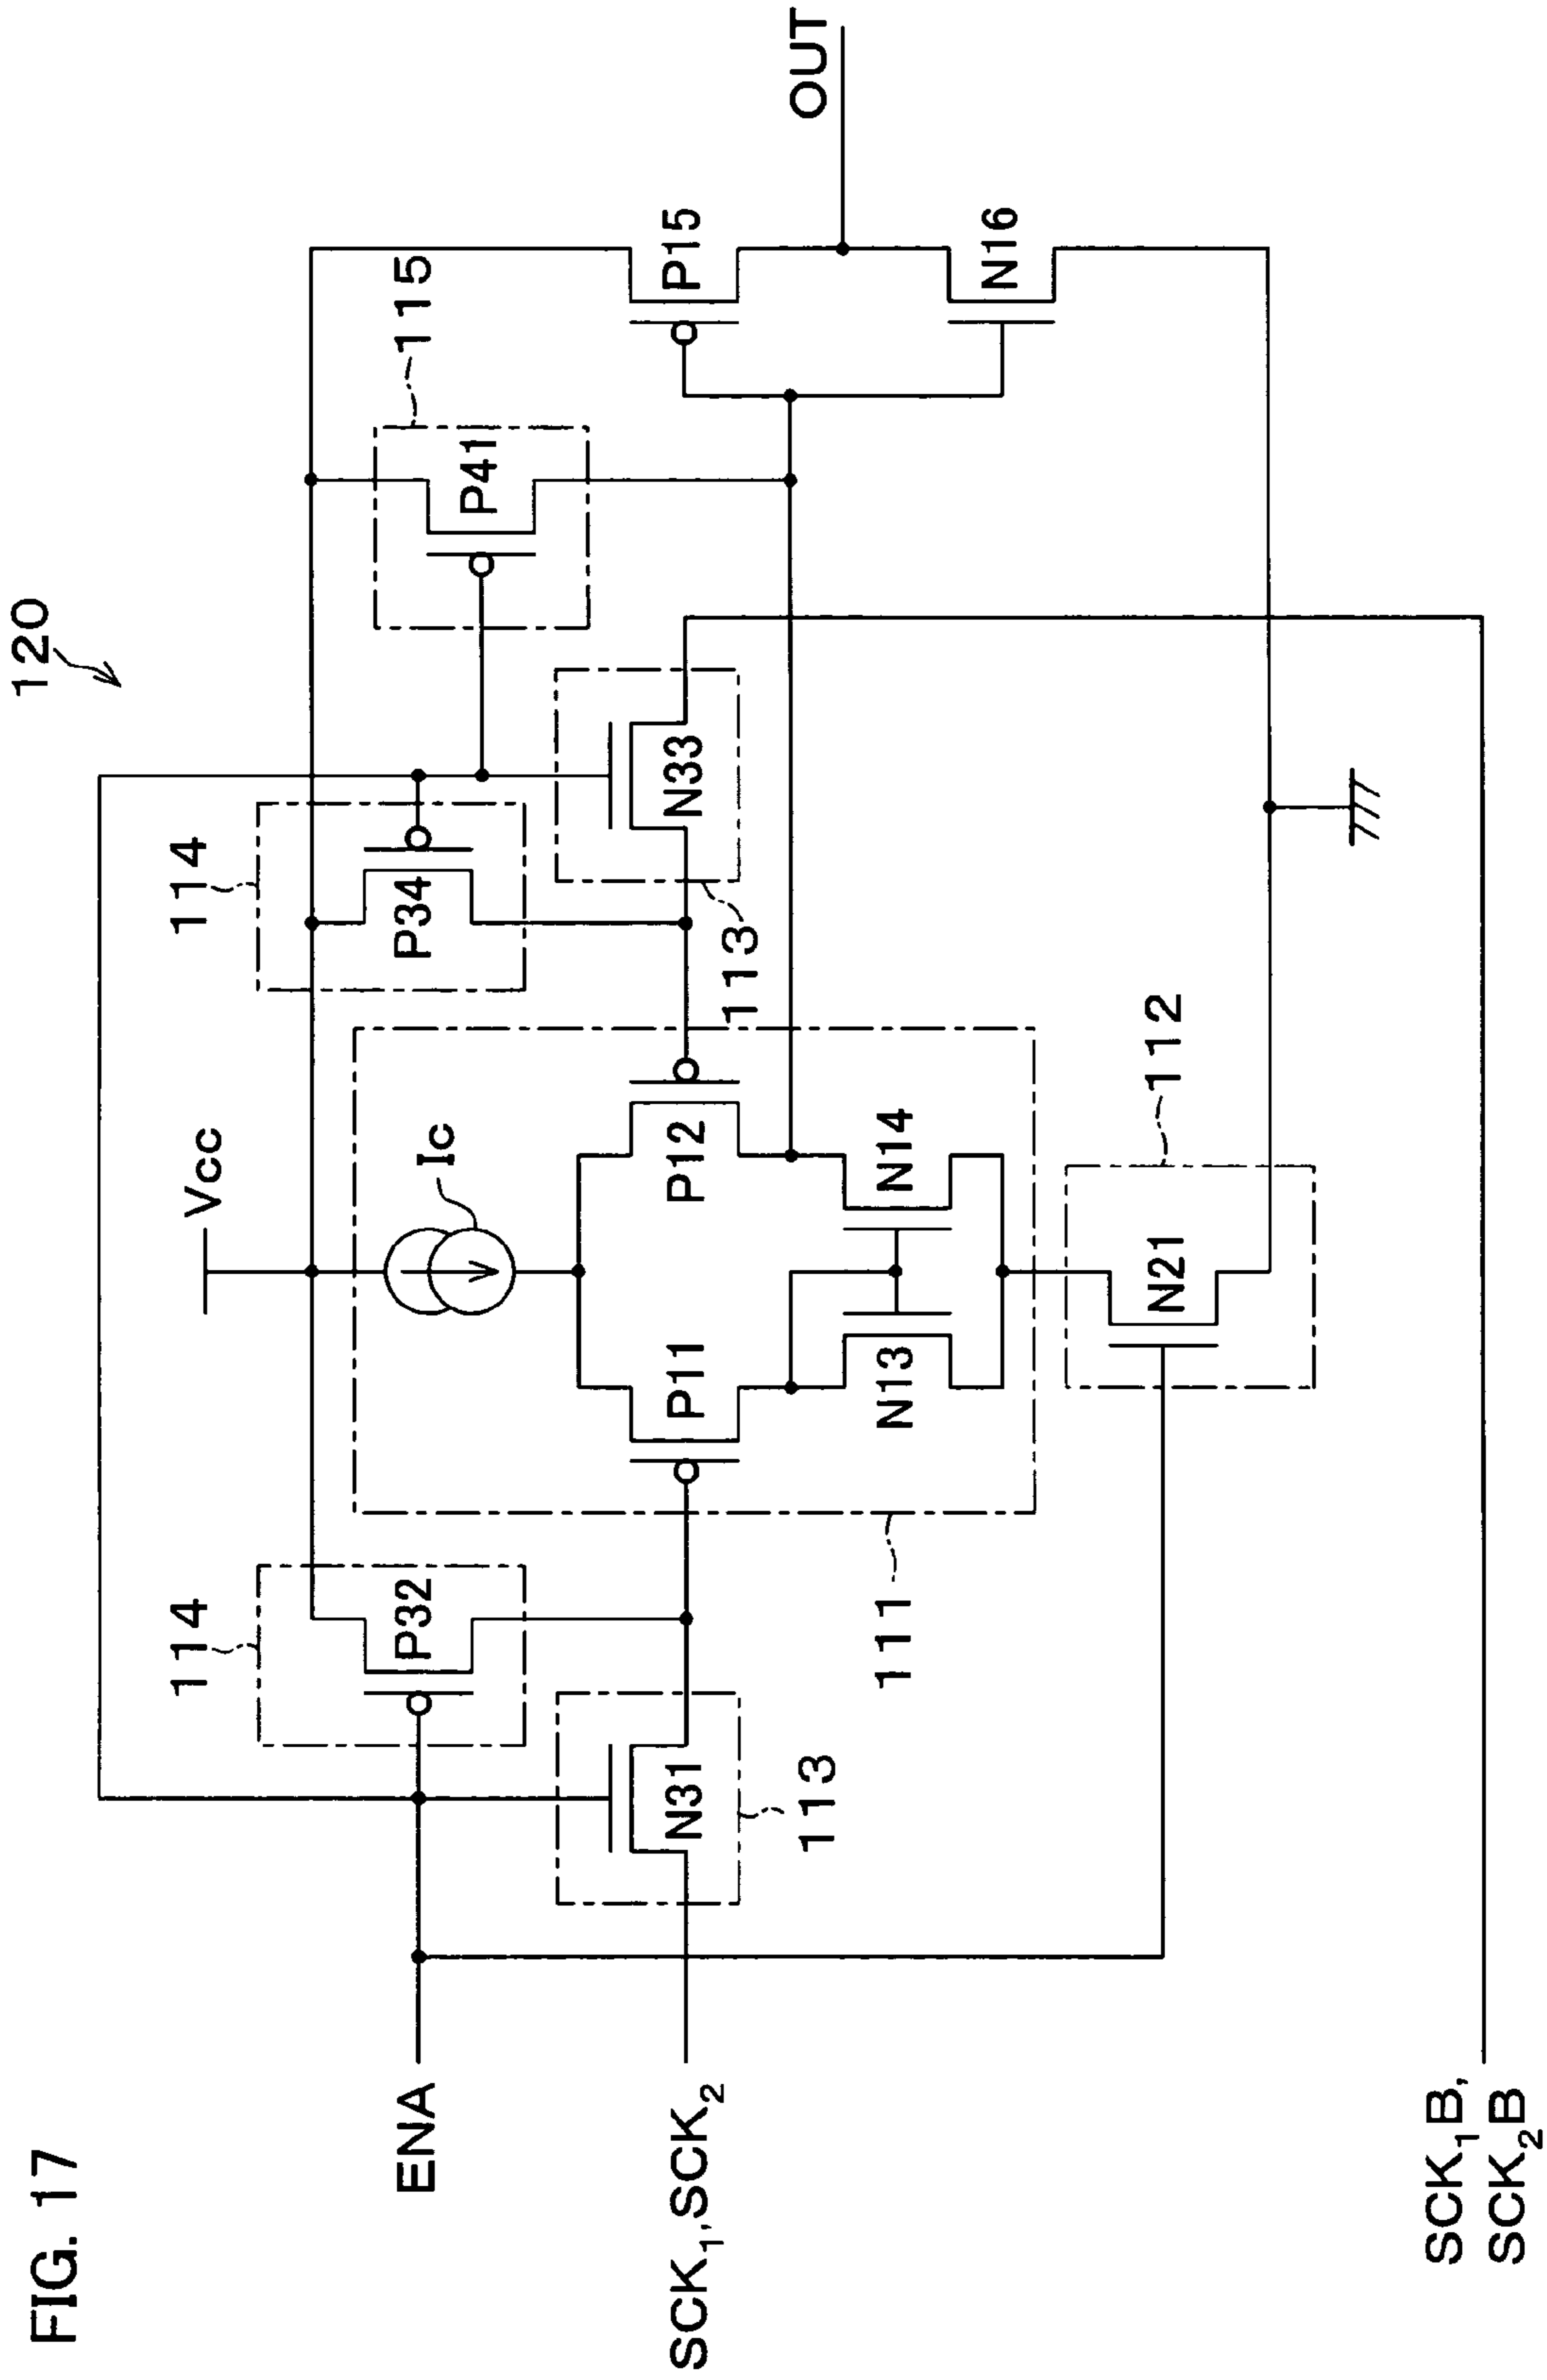 FIG. 17
120
Vcc
114
114
115
ENA
P32
Ic
P34
P41
OUT
SCK₁,SCK₂
N31
P11
P12
N33
P15
113
113
N13
N14
N16
111
N21
112
SCK₁B,
SCK₂B